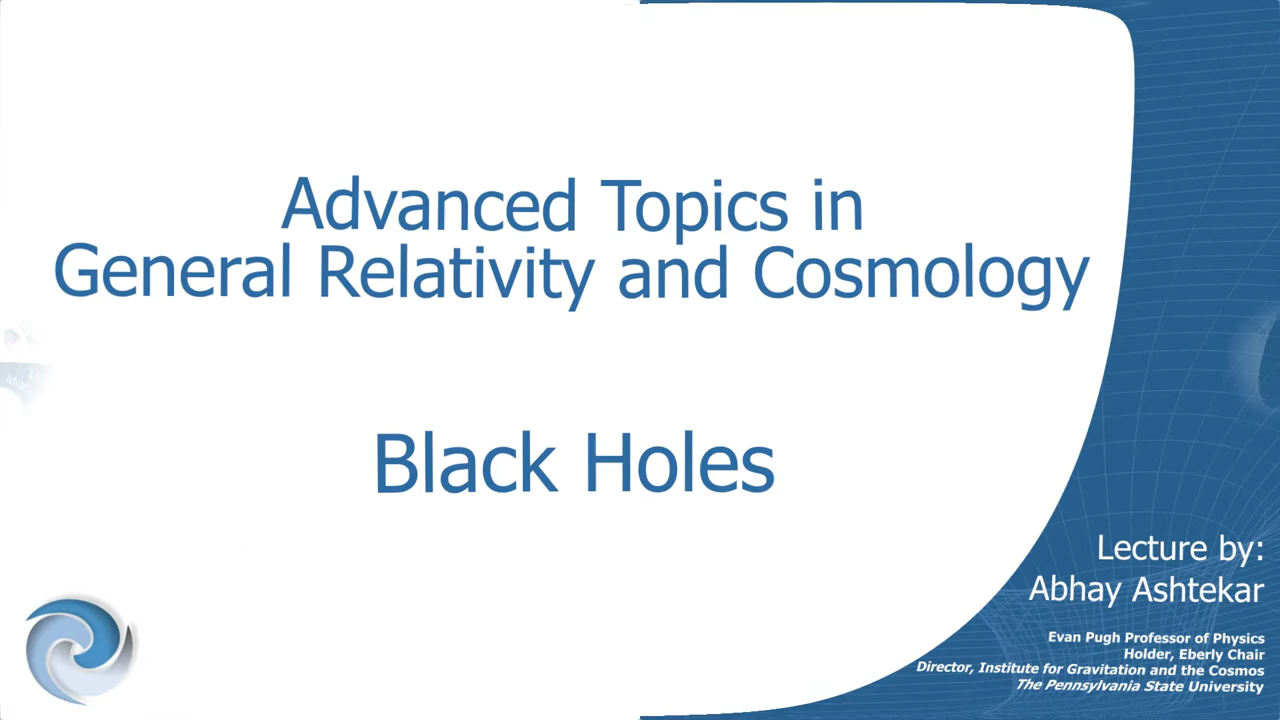 Advanced Topics in
General Relativity and Cosmology
Black Holes
Lecture by:
Abhay Ashtekar
Evan Pugh Professor of Physics
Holder, Eberly Chair
Director, Institute for Gravitation and the Cosmos
The Pennsylvania State University